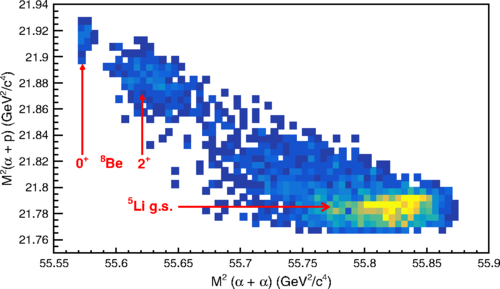 21.94
21.92
21.9
21.88
21.86
21.84
21.82
21.8
21.78
21.76
M²(α + p) (GeV²/c⁴)
0⁺ ⁸Be 2⁺
⁵Li g.s.
55.55 55.6 55.65 55.7 55.75 55.8 55.85 55.9
M² (α + α) (GeV²/c⁴)